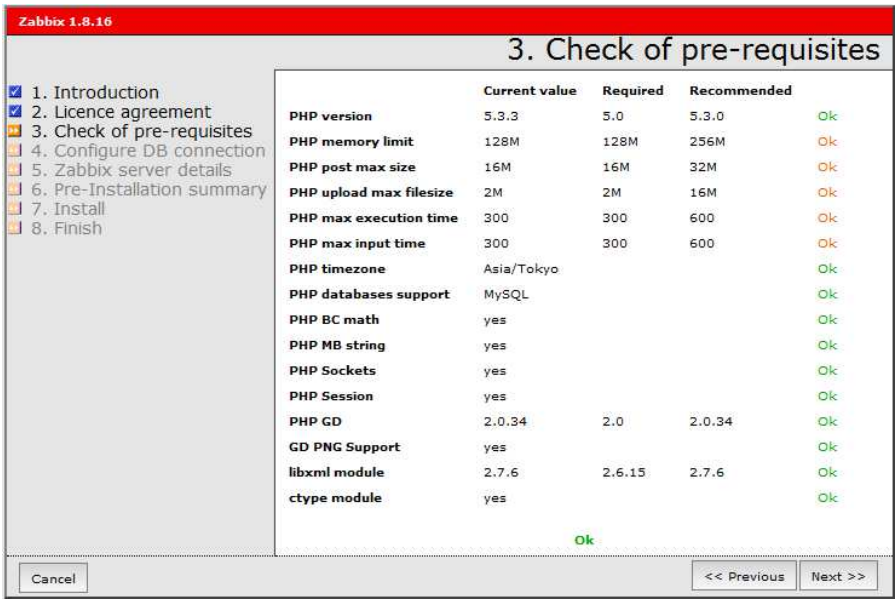 Zabbix 1.8.16
3. Check of pre-requisites
1. Introduction
2. Licence agreement
3. Check of pre-requisites
4. Configure DB connection
5. Zabbix server details
6. Pre-Installation summary
7. Install
8. Finish
Current value Required Recommended
PHP version 5.3.3 5.0 5.3.0 Ok
PHP memory limit 128M 128M 256M Ok
PHP post max size 16M 16M 32M Ok
PHP upload max filesize 2M 2M 16M Ok
PHP max execution time 300 300 600 Ok
PHP max input time 300 300 600 Ok
PHP timezone Asia/Tokyo Ok
PHP databases support MySQL Ok
PHP BC math yes Ok
PHP MB string yes Ok
PHP Sockets yes Ok
PHP Session yes Ok
PHP GD 2.0.34 2.0 2.0.34 Ok
GD PNG Support yes Ok
libxml module 2.7.6 2.6.15 2.7.6 Ok
ctype module yes Ok
Ok
Cancel << Previous Next >>